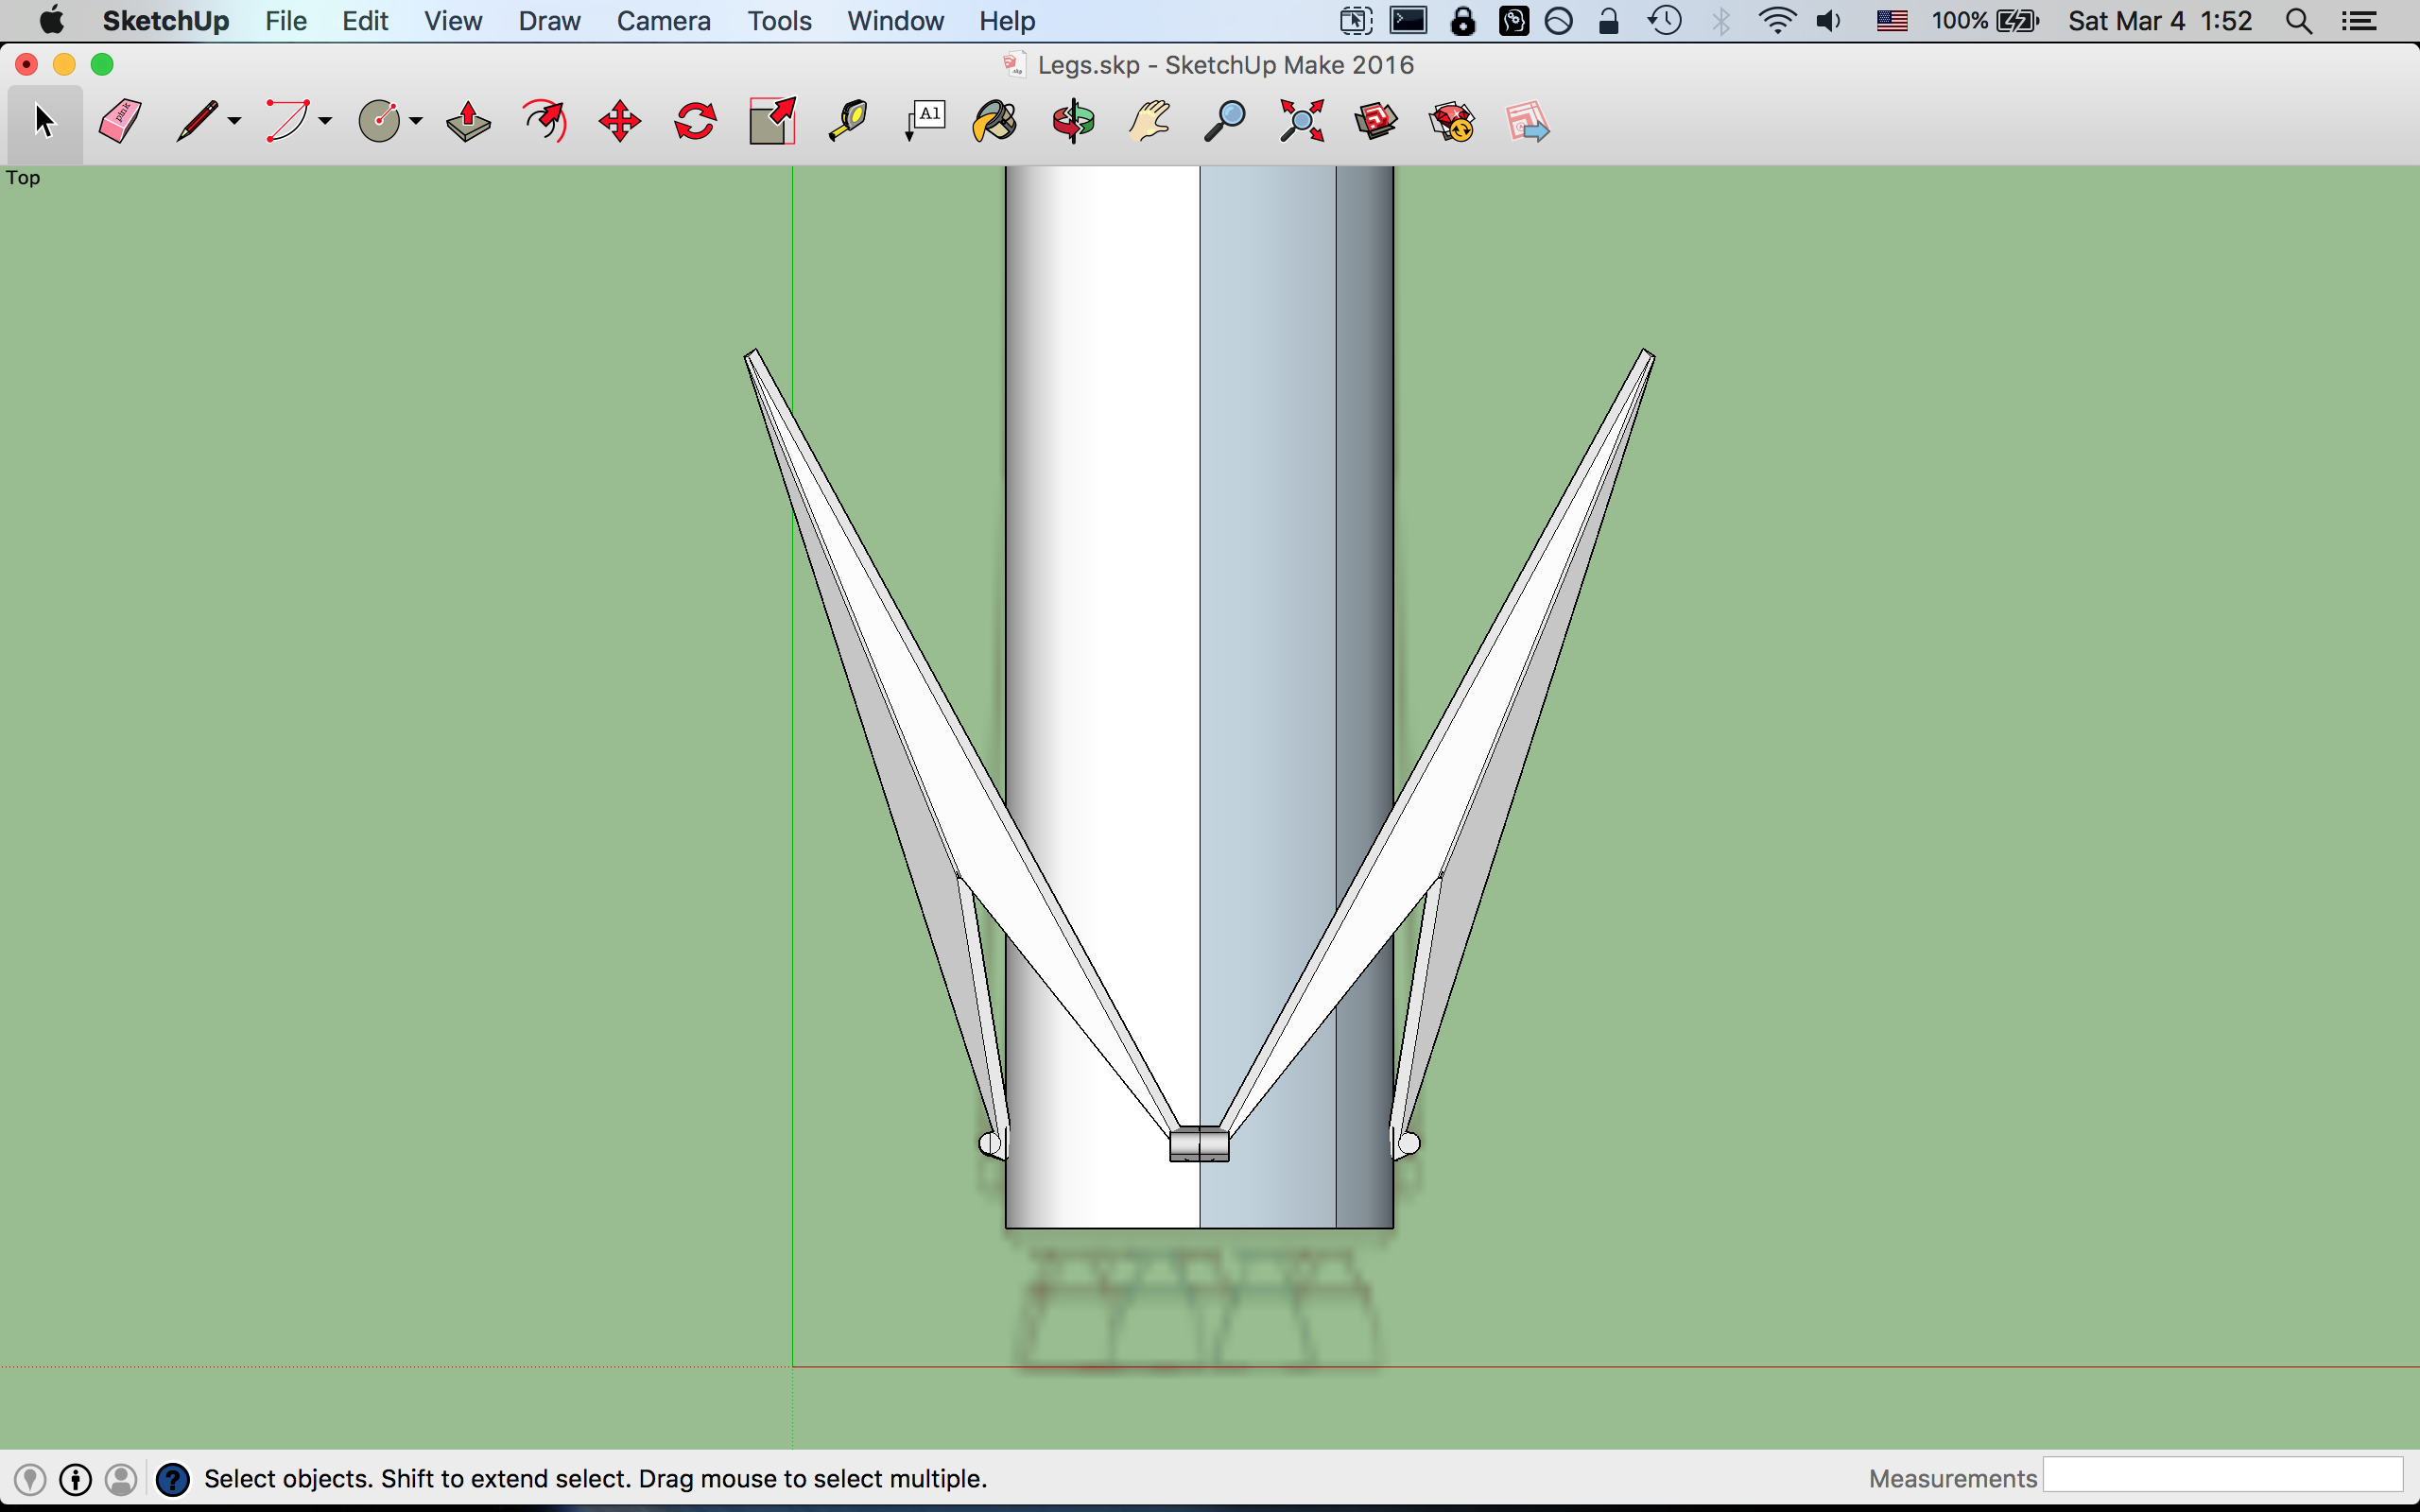 SketchUp File Edit View Draw Camera Tools Window Help 100% Sat Mar 4 1:52
Legs.skp - SketchUp Make 2016
A1
Top
Select objects. Shift to extend select. Drag mouse to select multiple. Measurements